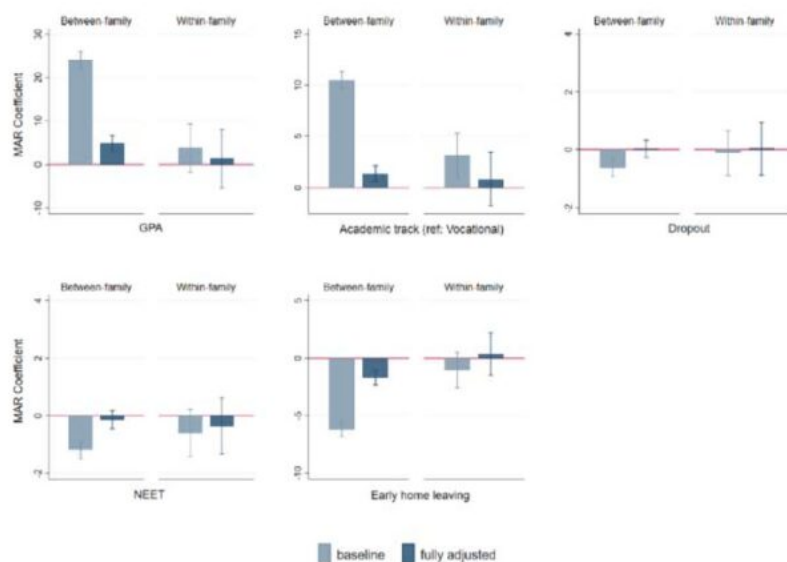 Between-family Within-family
MAR Coefficient
30
20
10
0
-10
GPA
Between-family Within-family
15
10
5
0
Academic track (ref: Vocational)
Between-family Within-family
4
2
0
-2
Dropout
Between-family Within-family
MAR Coefficient
4
2
0
-2
NEET
Between-family Within-family
5
0
-5
-10
Early home leaving
baseline fully adjusted